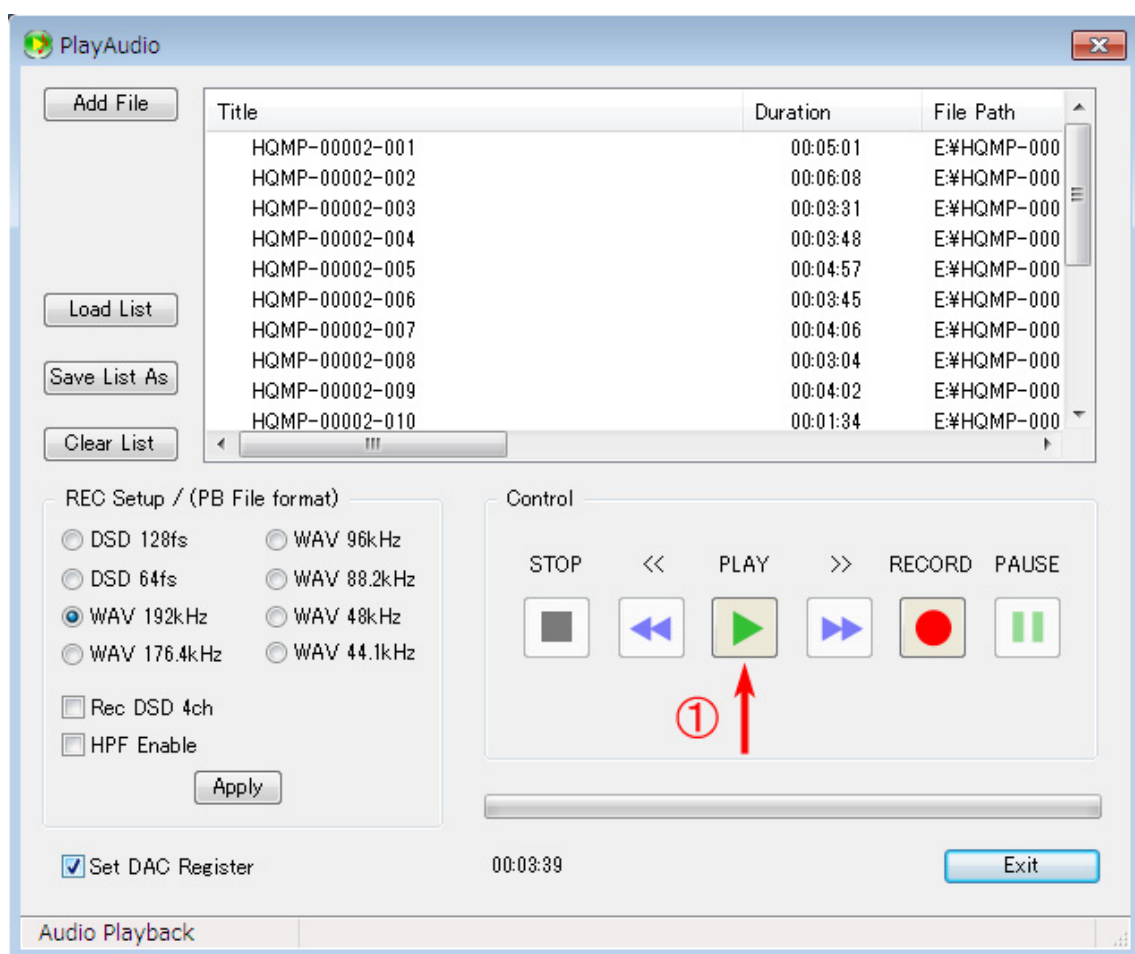 PlayAudio
Add File
Title Duration File Path
HQMP-00002-001 00:05:01 E:¥HQMP-000
HQMP-00002-002 00:06:08 E:¥HQMP-000
HQMP-00002-003 00:03:31 E:¥HQMP-000
HQMP-00002-004 00:03:48 E:¥HQMP-000
HQMP-00002-005 00:04:57 E:¥HQMP-000
HQMP-00002-006 00:03:45 E:¥HQMP-000
HQMP-00002-007 00:04:06 E:¥HQMP-000
HQMP-00002-008 00:03:04 E:¥HQMP-000
HQMP-00002-009 00:04:02 E:¥HQMP-000
HQMP-00002-010 00:01:34 E:¥HQMP-000
Load List
Save List As
Clear List
REC Setup / (PB File format)
DSD 128fs WAV 96kHz
DSD 64fs WAV 88.2kHz
WAV 192kHz WAV 48kHz
WAV 176.4kHz WAV 44.1kHz
Rec DSD 4ch
HPF Enable
Apply
Control
STOP << PLAY >> RECORD PAUSE
①
Set DAC Register
00:03:39
Exit
Audio Playback